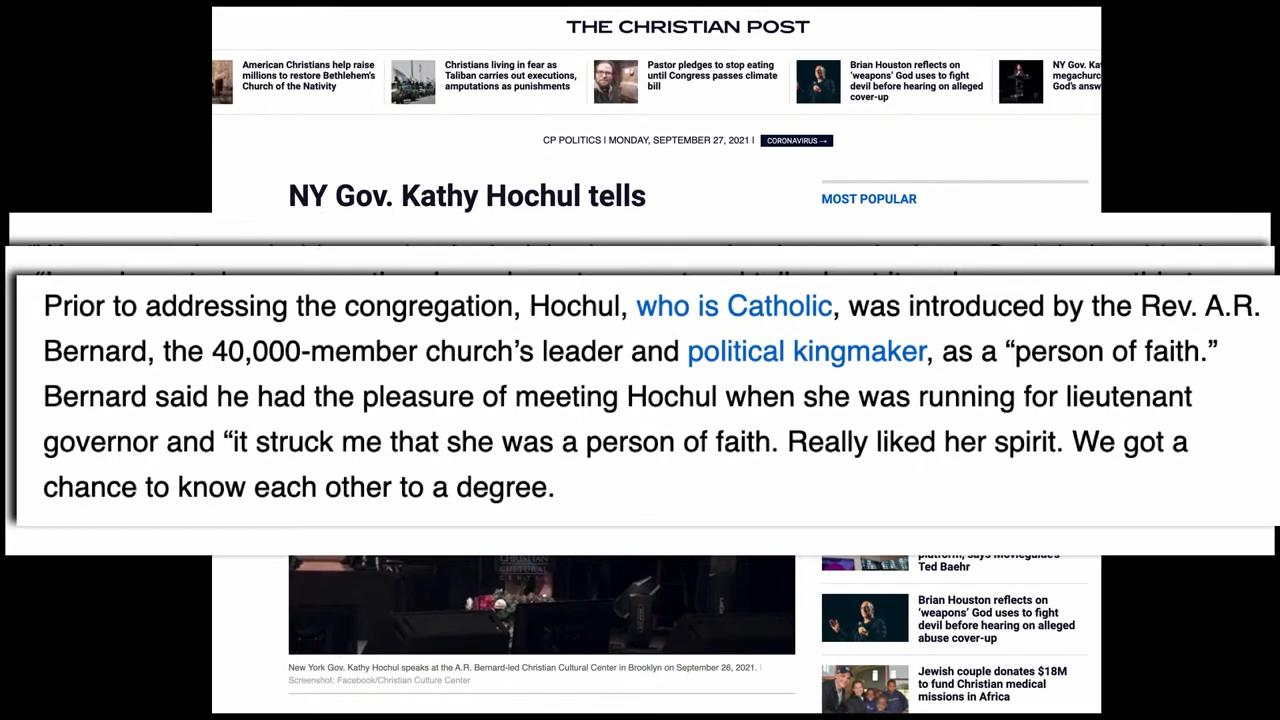 THE CHRISTIAN POST
American Christians help raise
millions to restore Bethlehem's
Church of the Nativity
Christians living in fear as
Taliban carries out executions,
amputations as punishments
Pastor pledges to stop eating
until Congress passes climate
bill
Brian Houston reflects on
‘weapons’ God uses to fight
devil before hearing on alleged
cover-up
NY Gov.
God's
CP POLITICS | MONDAY, SEPTEMBER 27, 2021 |
CORONAVIRUS →
NY Gov. Kathy Hochul tells
MOST POPULAR
Prior to addressing the congregation, Hochul, who is Catholic, was introduced by the Rev. A.R.
Bernard, the 40,000-member church’s leader and political kingmaker, as a “person of faith.”
Bernard said he had the pleasure of meeting Hochul when she was running for lieutenant
governor and “it struck me that she was a person of faith. Really liked her spirit. We got a
chance to know each other to a degree.
CHRISTIAN
CULTURAL
CENTER
New York Gov. Kathy Hochul speaks at the A.R. Bernard-led Christian Cultural Center in Brooklyn on September 26, 2021. |
Screenshot: Facebook/Christian Culture Center
platform, says Movieguide's
Ted Baehr
Brian Houston reflects on
‘weapons’ God uses to fight
devil before hearing on alleged
abuse cover-up
Jewish couple donates $18M
to fund Christian medical
missions in Africa